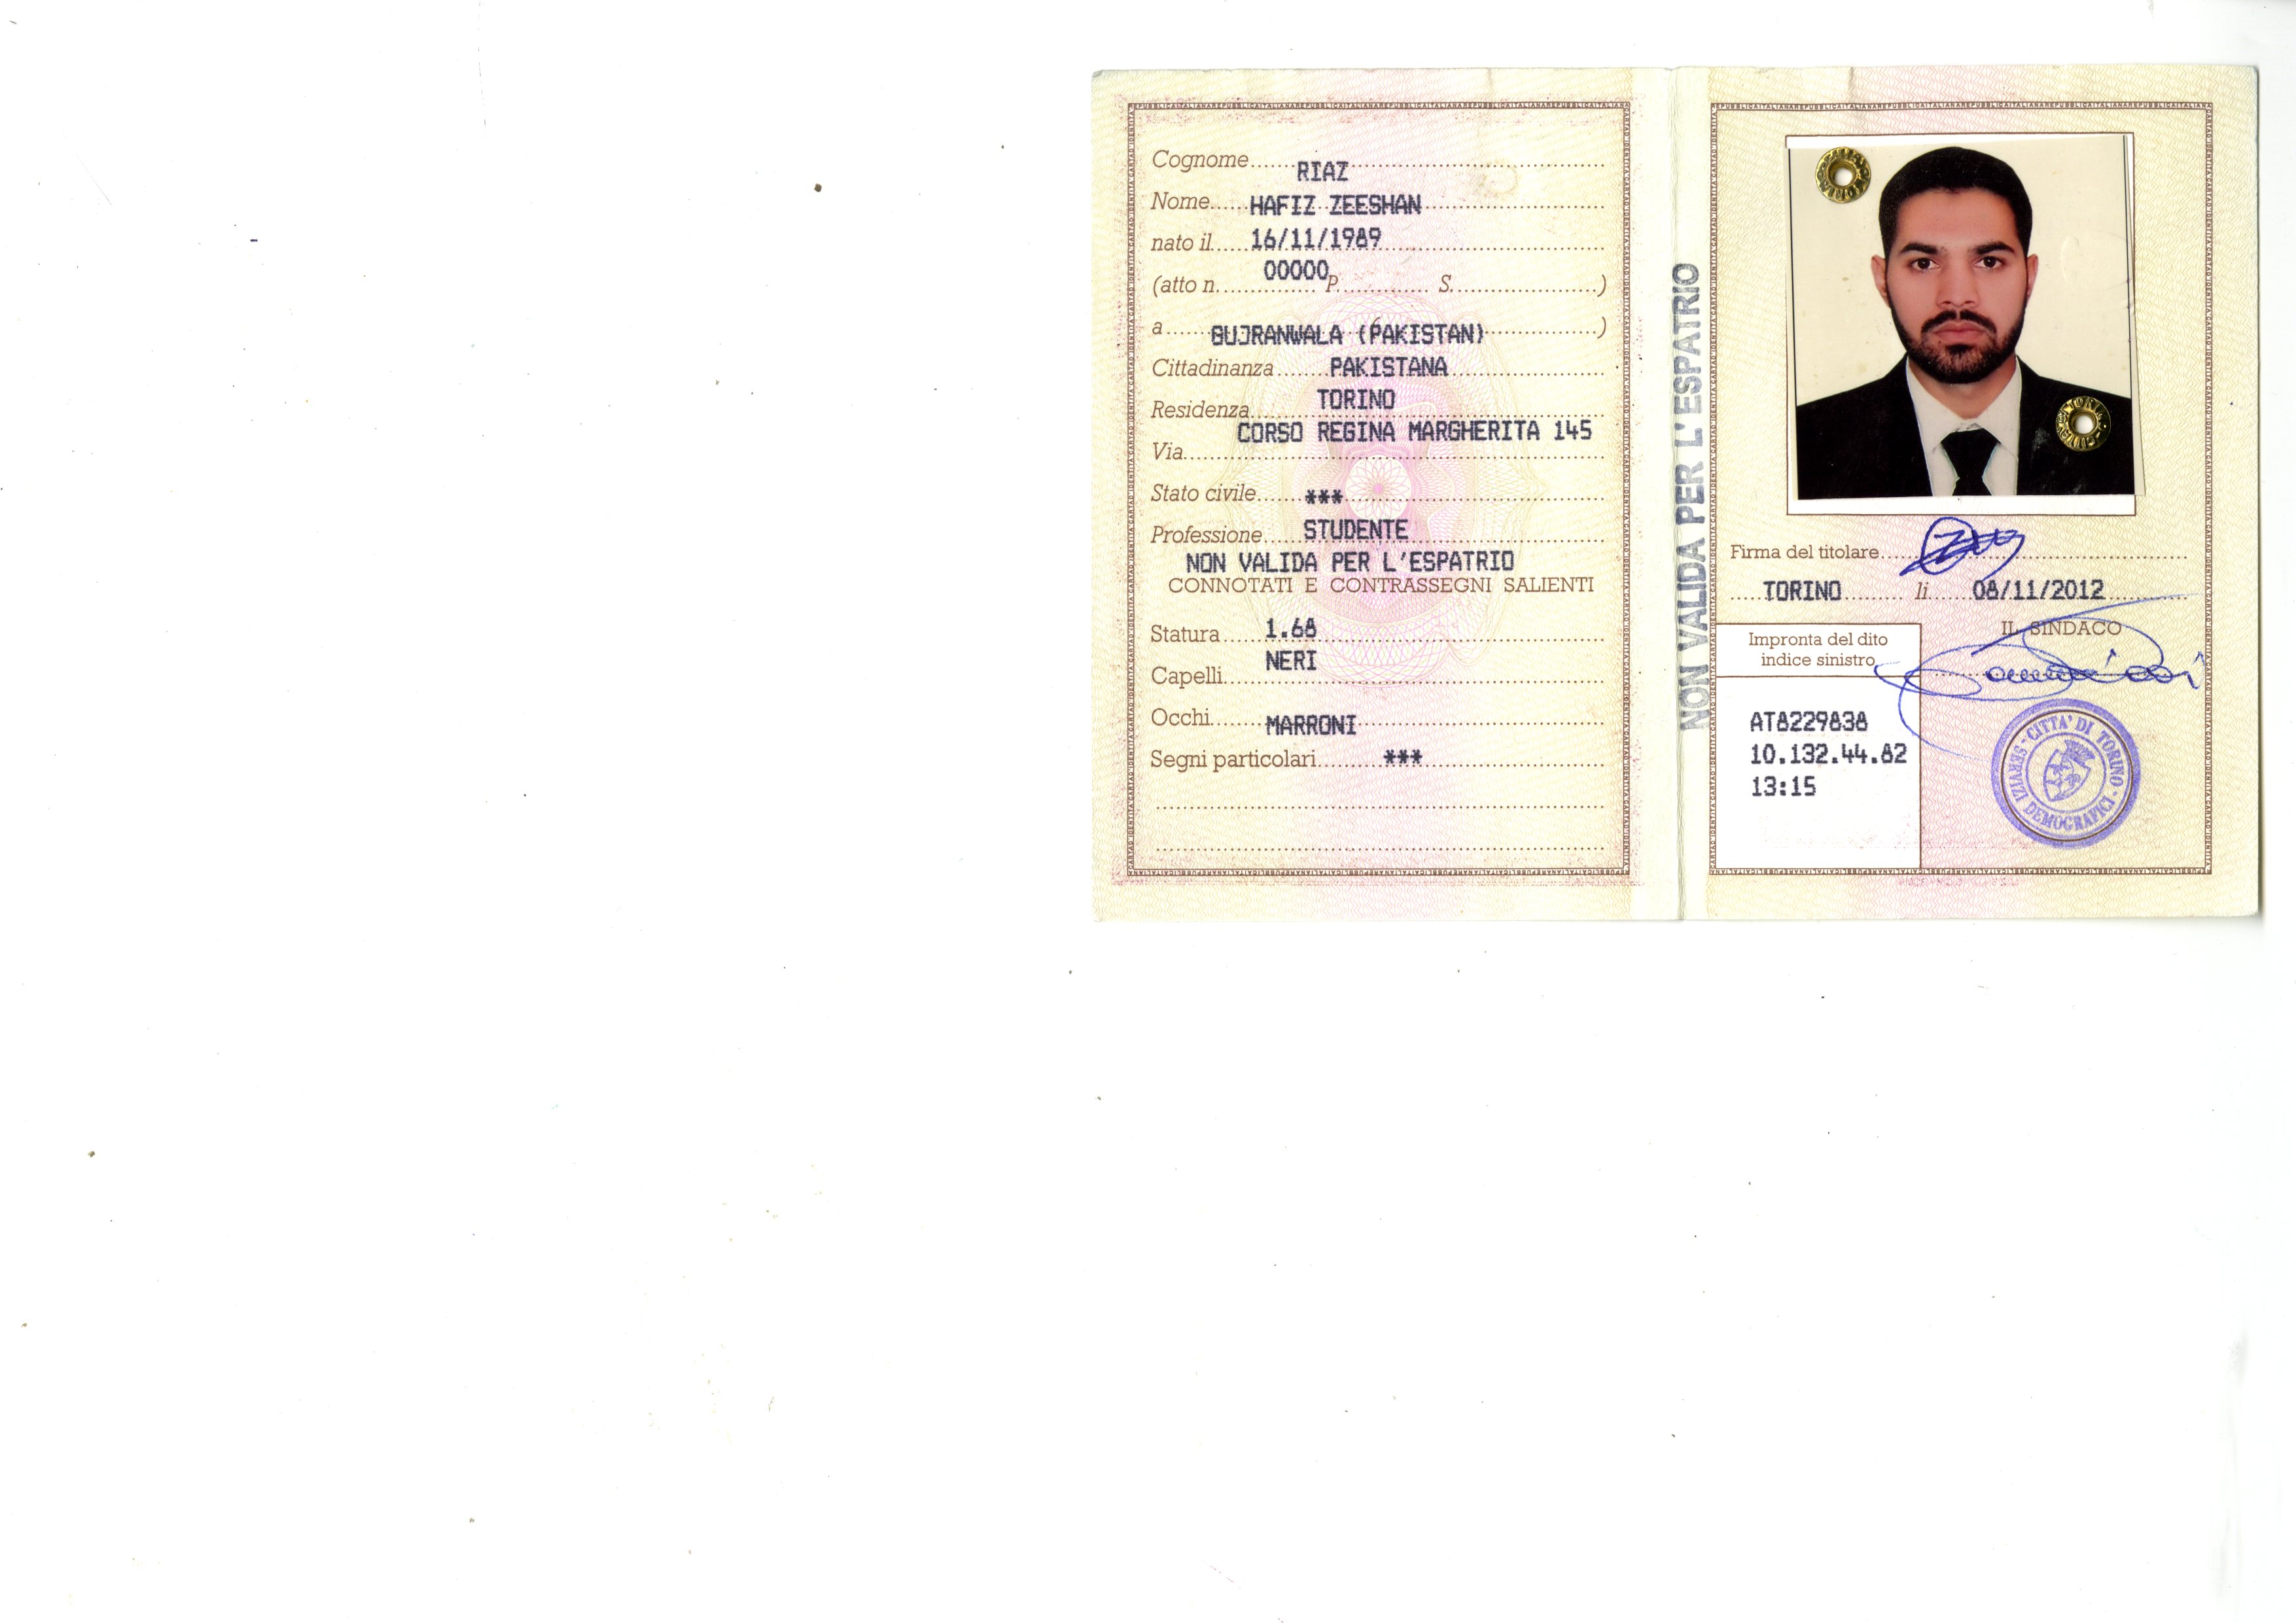 Cognome RIAZ
Nome HAFIZ ZEESHAN
nato il 16/11/1989
(atto n. 00000 P. S. )
a GUJRANWALA (PAKISTAN) )
Cittadinanza PAKISTANA
Residenza TORINO
Via CORSO REGINA MARGHERITA 145
Stato civile ***
Professione STUDENTE
NON VALIDA PER L'ESPATRIO
CONNOTATI E CONTRASSEGNI SALIENTI
Statura 1.68
Capelli NERI
Occhi MARRONI
Segni particolari ***
NON VALIDA PER L'ESPATRIO
Firma del titolare
TORINO li 08/11/2012
IL SINDACO
Impronta del dito
indice sinistro
AT8229838
10.132.44.82
13:15
CITTA' DI TORINO - SERVIZI DEMOGRAFICI -